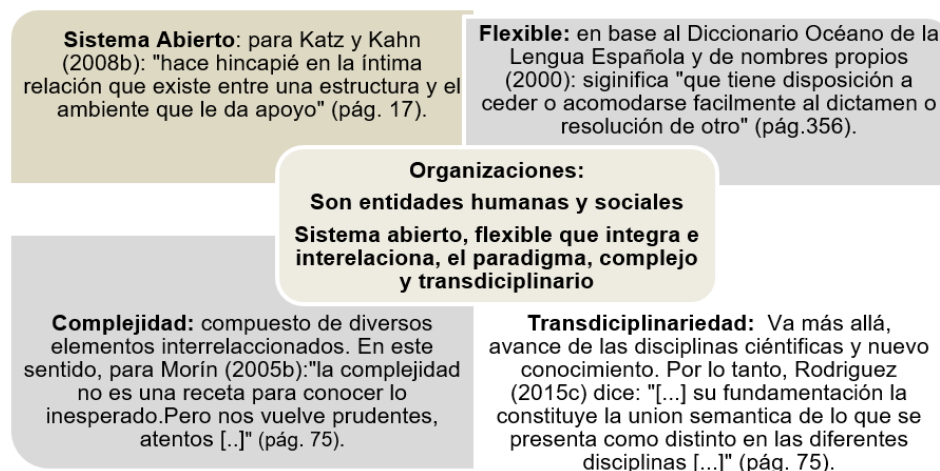 Sistema Abierto: para Katz y Kahn
(2008b): "hace hincapié en la íntima
relación que existe entre una estructura y el
ambiente que le da apoyo" (pág. 17).
Flexible: en base al Diccionario Océano de la
Lengua Española y de nombres propios
(2000): siginifica "que tiene disposición a
ceder o acomodarse facilmente al dictamen o
resolución de otro" (pág.356).
Organizaciones:
Son entidades humanas y sociales
Sistema abierto, flexible que integra e
interelaciona, el paradigma, complejo
y transdiciplinario
Complejidad: compuesto de diversos
elementos interrelaccionados. En este
sentido, para Morín (2005b):"la complejidad
no es una receta para conocer lo
inesperado.Pero nos vuelve prudentes,
atentos [..]" (pág. 75).
Transdiciplinariedad: Va más allá,
avance de las disciplinas ciéntificas y nuevo
conocimiento. Por lo tanto, Rodriguez
(2015c) dice: "[...] su fundamentación la
constituye la union semantica de lo que se
presenta como distinto en las diferentes
disciplinas [...]" (pág. 75).